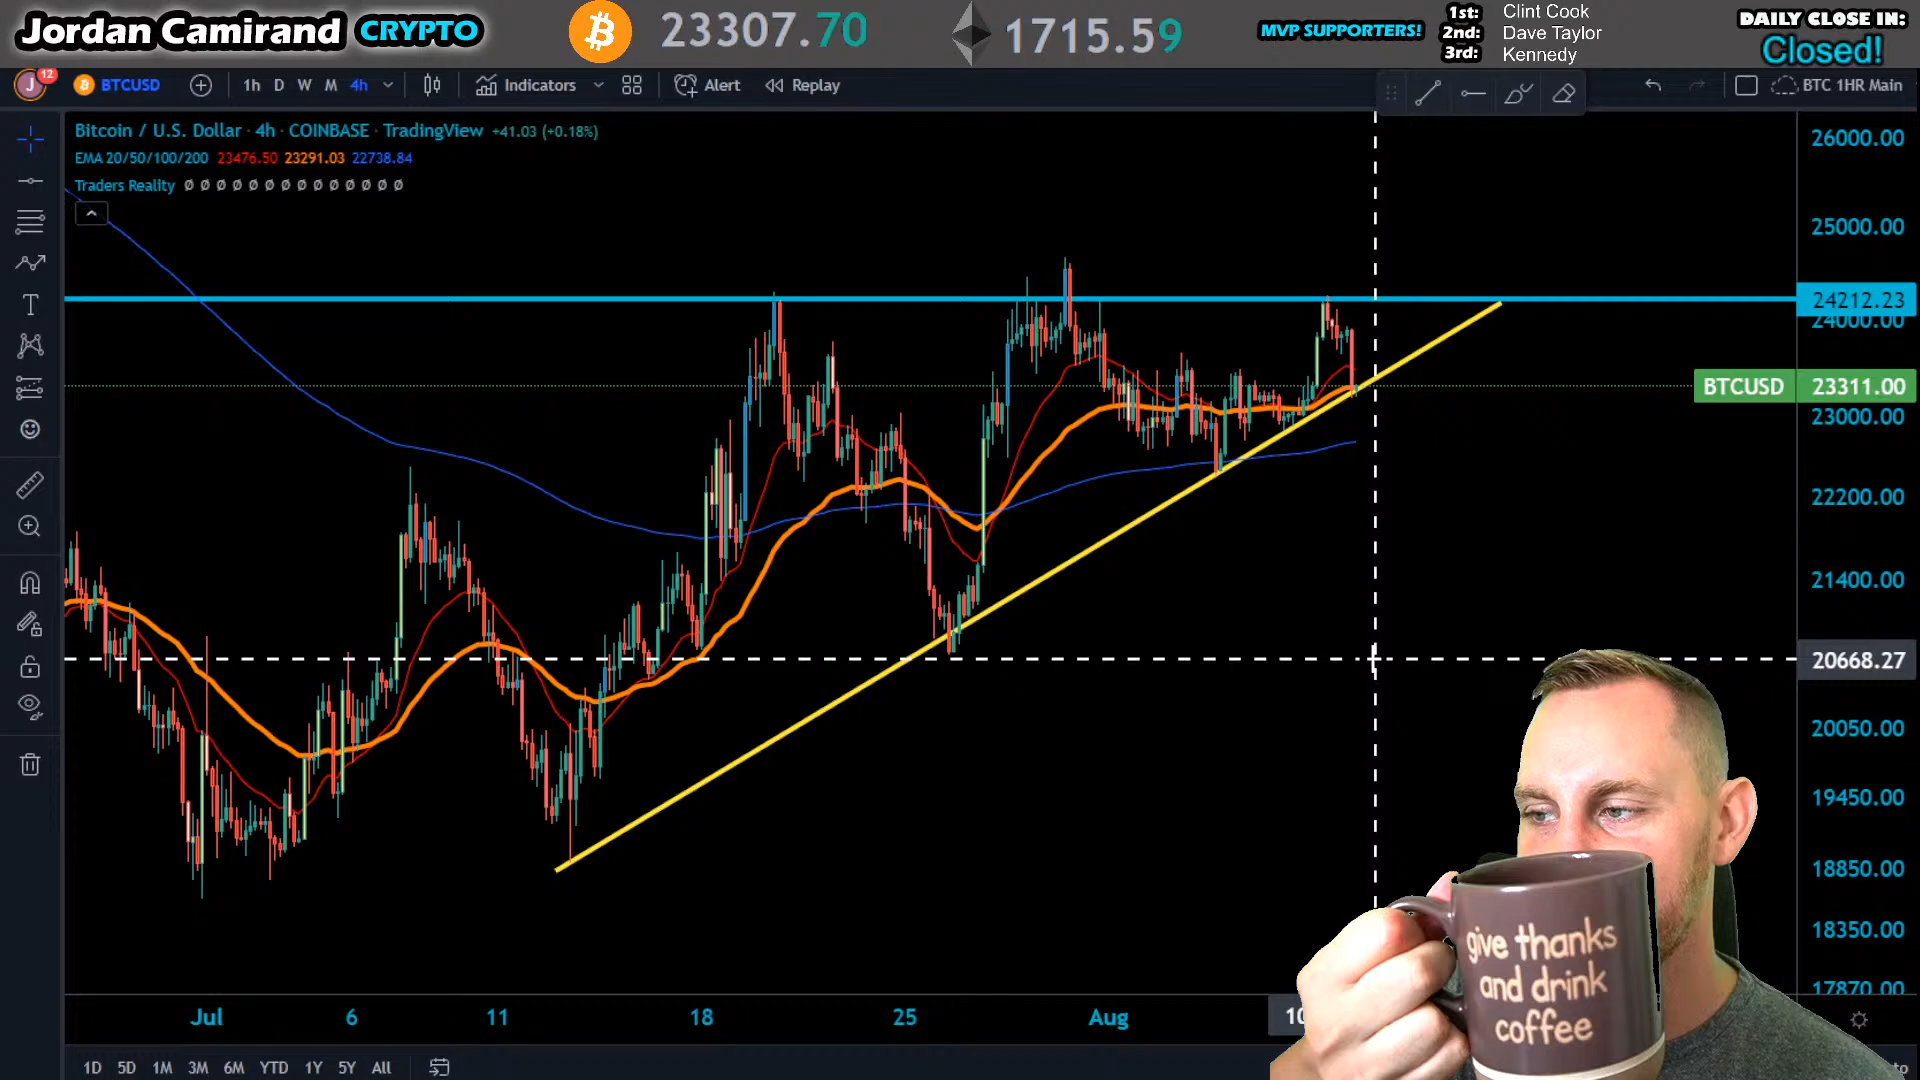 Jordan Camirand CRYPTO
23307.70
1715.59
MVP SUPPORTERS!
1st: Clint Cook
2nd: Dave Taylor
3rd: Kennedy
DAILY CLOSE IN:
Closed!
J 12
BTCUSD
1h D W M 4h
Indicators
Alert
Replay
BTC 1HR Main
Bitcoin / U.S. Dollar · 4h · COINBASE · TradingView +41.03 (+0.18%)
EMA 20/50/100/200 23476.50 23291.03 22738.84
Traders Reality Ø Ø Ø Ø Ø Ø Ø Ø Ø Ø Ø Ø Ø Ø
26000.00
25000.00
24212.23
24000.00
BTCUSD 23311.00
23000.00
22200.00
21400.00
20668.27
20050.00
19450.00
18850.00
18350.00
17870.00
give thanks
and drink
coffee
Jul 6 11 18 25 Aug
1D 5D 1M 3M 6M YTD 1Y 5Y All